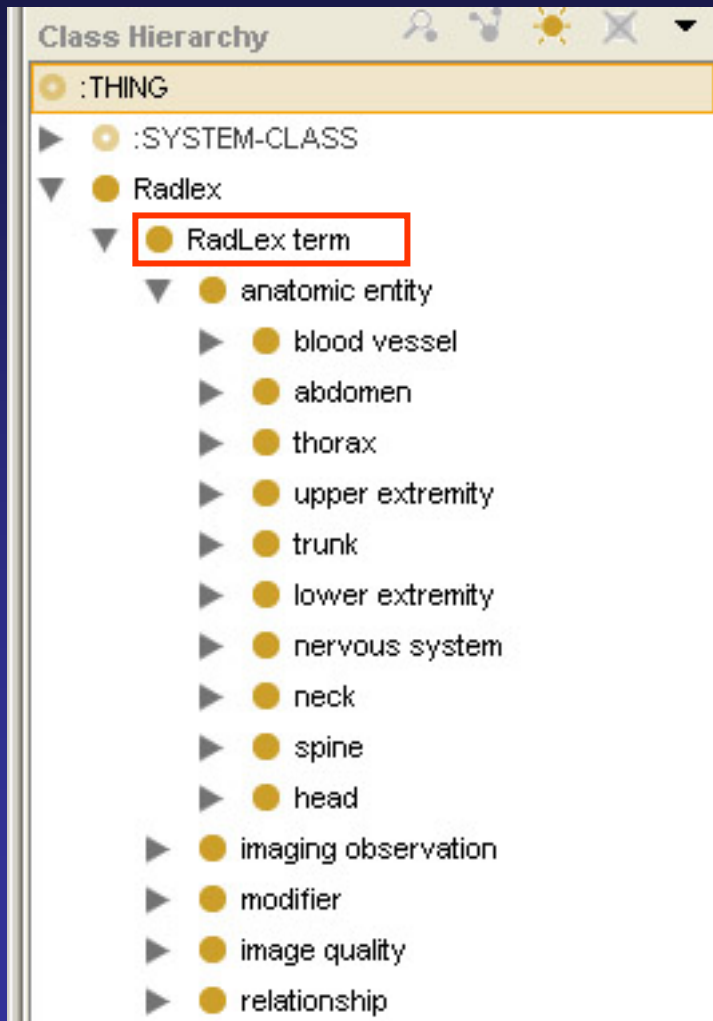 Class Hierarchy
:THING
:SYSTEM-CLASS
Radlex
RadLex term
anatomic entity
blood vessel
abdomen
thorax
upper extremity
trunk
lower extremity
nervous system
neck
spine
head
imaging observation
modifier
image quality
relationship